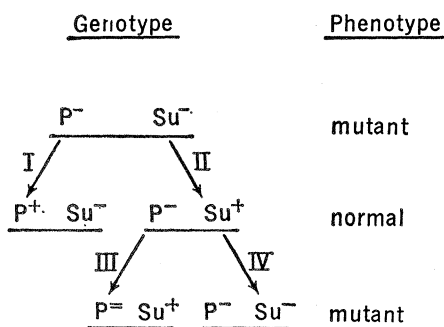 Genotype Phenotype
P⁻ Su⁻ mutant
I II
P⁺ Su⁻ P⁻ Su⁺ normal
III IV
P⁼ Su⁺ P⁻ Su⁻ mutant